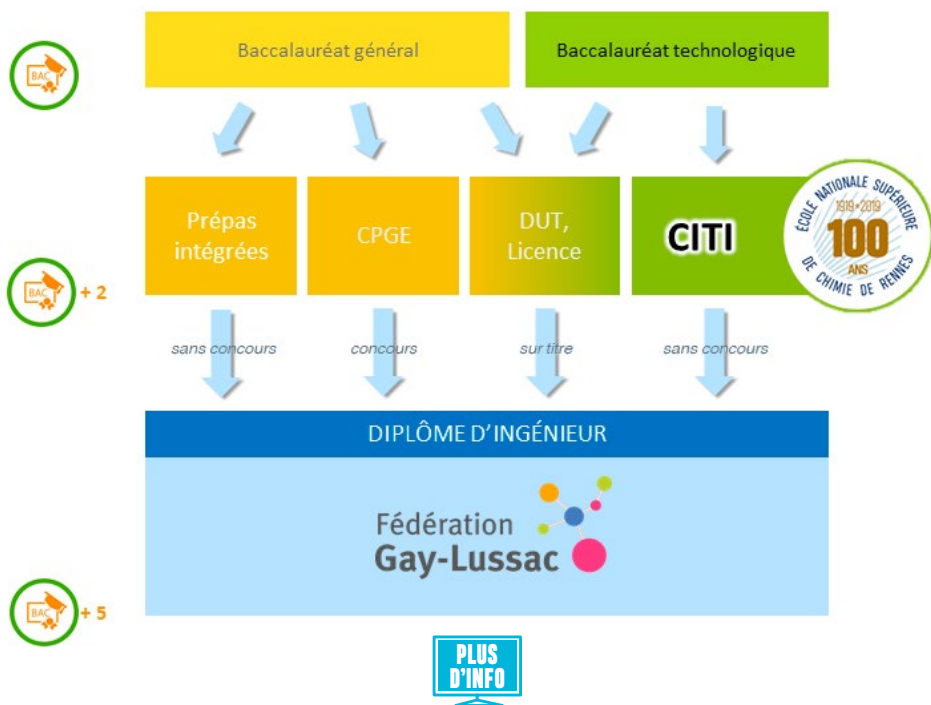 BAC
Baccalauréat général
Baccalauréat technologique
Prépas
intégrées
CPGE
DUT,
Licence
CITI
ÉCOLE NATIONALE SUPÉRIEURE
1919•2019
100
ANS
DE CHIMIE DE RENNES
BAC + 2
sans concours
concours
sur titre
sans concours
DIPLÔME D'INGÉNIEUR
Fédération
Gay-Lussac
BAC + 5
PLUS
D'INFO